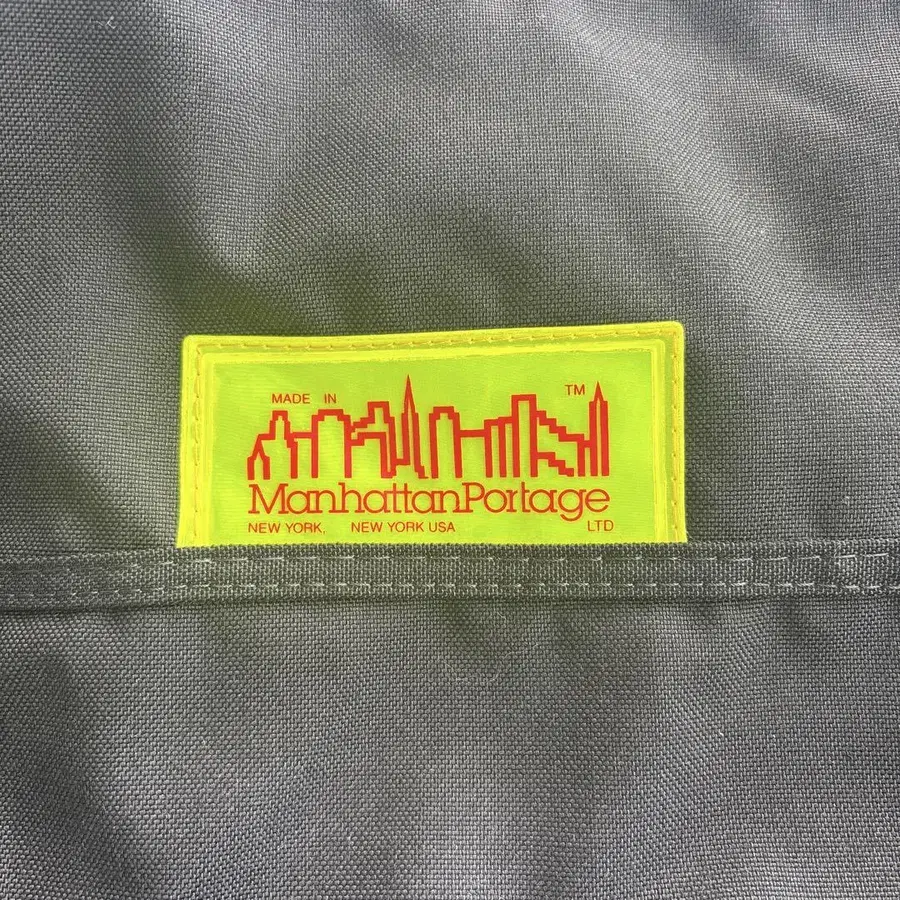 MADE IN TM
ManhattanPortage
NEW YORK, NEW YORK USA LTD